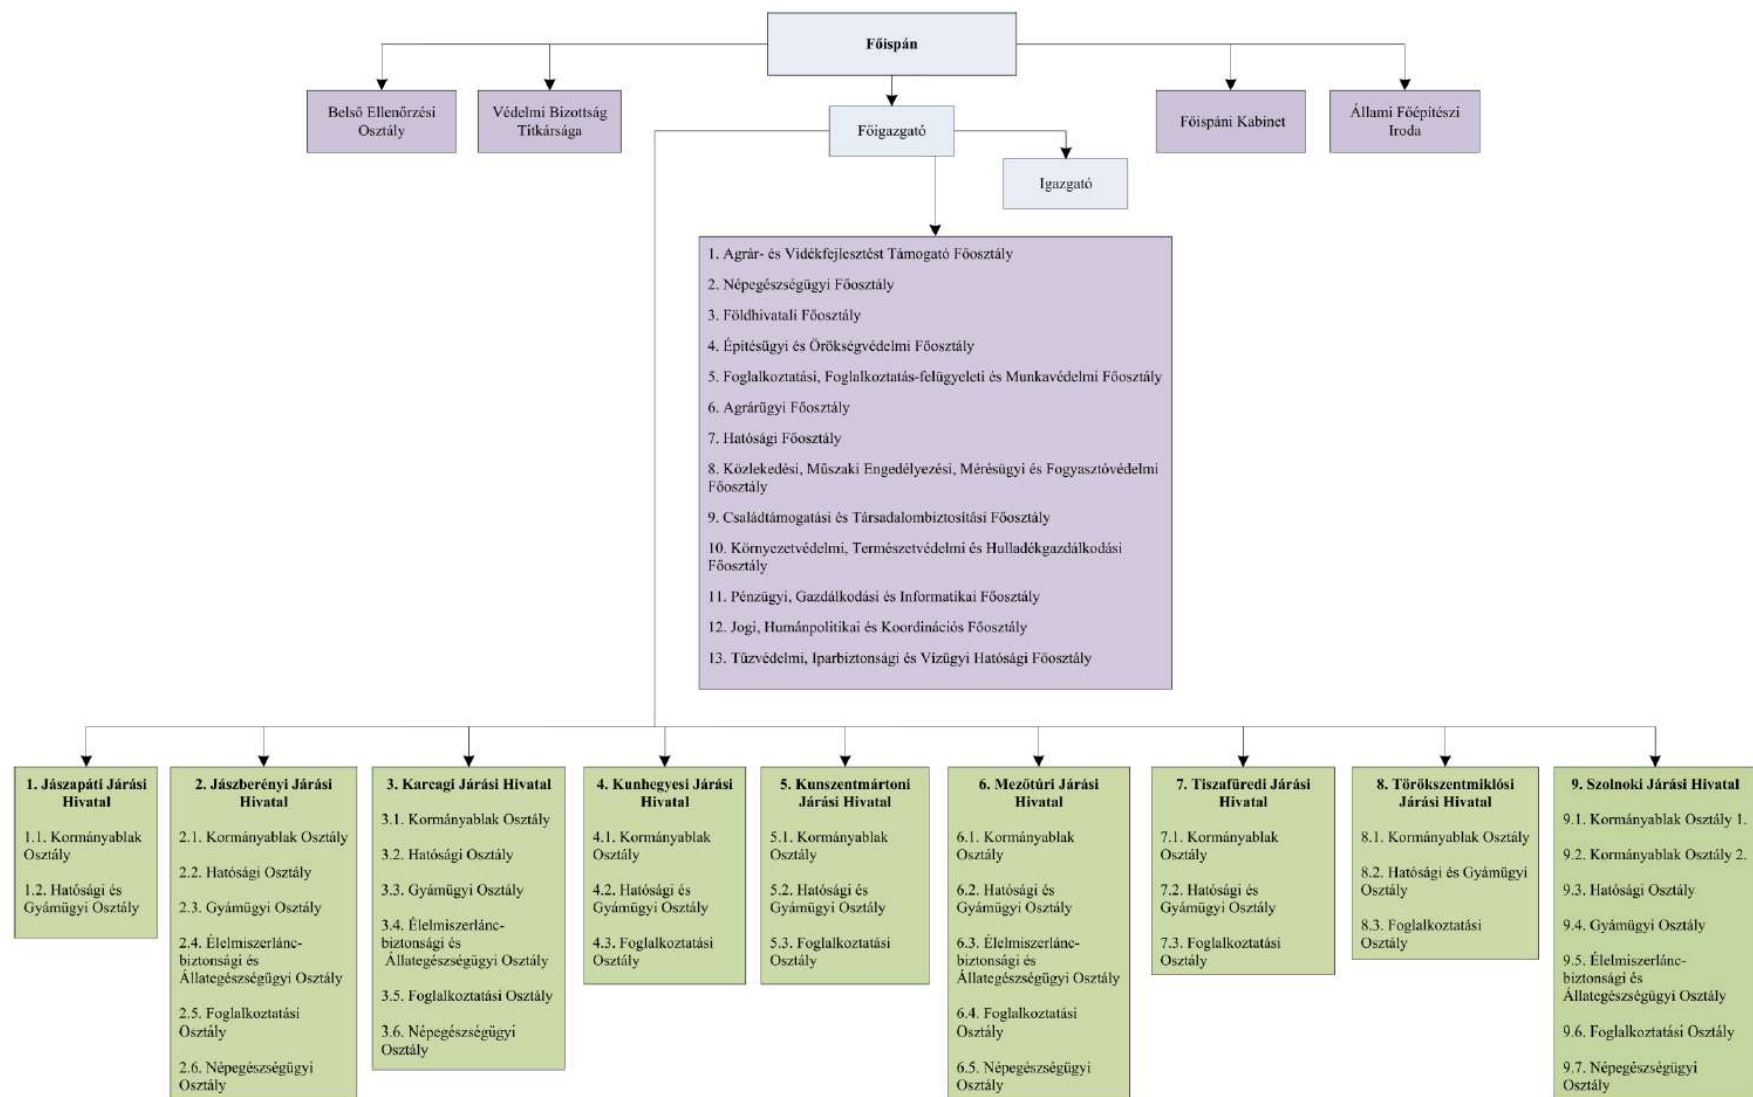 Főispán
Belső Ellenőrzési
Osztály
Védelmi Bizottság
Titkársága
Főispáni Kabinet
Állami Főépítészi
Iroda
Főigazgató
Igazgató
1. Agrár- és Vidékfejlesztést Támogató Főosztály
2. Népegészségügyi Főosztály
3. Földhivatali Főosztály
4. Építésügyi és Örökségvédelmi Főosztály
5. Foglalkoztatási, Foglalkoztatás-felügyeleti és Munkavédelmi Főosztály
6. Agrárügyi Főosztály
7. Hatósági Főosztály
8. Közlekedési, Műszaki Engedélyezési, Mérésügyi és Fogyasztóvédelmi
Főosztály
9. Családtámogatási és Társadalombiztosítási Főosztály
10. Környezetvédelmi, Természetvédelmi és Hulladékgazdálkodási
Főosztály
11. Pénzügyi, Gazdálkodási és Informatikai Főosztály
12. Jogi, Humánpolitikai és Koordinációs Főosztály
13. Tűzvédelmi, Iparbiztonsági és Vízügyi Hatósági Főosztály
1. Jászapáti Járási
Hivatal
1.1. Kormányablak
Osztály
1.2. Hatósági és
Gyámügyi Osztály
2. Jászberényi Járási
Hivatal
2.1. Kormányablak Osztály
2.2. Hatósági Osztály
2.3. Gyámügyi Osztály
2.4. Élelmiszerlánc-
biztonsági és
Állategészségügyi Osztály
2.5. Foglalkoztatási
Osztály
2.6. Népegészségügyi
Osztály
3. Karcagi Járási Hivatal
3.1. Kormányablak Osztály
3.2. Hatósági Osztály
3.3. Gyámügyi Osztály
3.4. Élelmiszerlánc-
biztonsági és
Állategészségügyi Osztály
3.5. Foglalkoztatási Osztály
3.6. Népegészségügyi
Osztály
4. Kunhegyesi Járási
Hivatal
4.1. Kormányablak
Osztály
4.2. Hatósági és
Gyámügyi Osztály
4.3. Foglalkoztatási
Osztály
5. Kunszentmártoni
Járási Hivatal
5.1. Kormányablak
Osztály
5.2. Hatósági és
Gyámügyi Osztály
5.3. Foglalkoztatási
Osztály
6. Mezőtúri Járási
Hivatal
6.1. Kormányablak
Osztály
6.2. Hatósági és
Gyámügyi Osztály
6.3. Élelmiszerlánc-
biztonsági és
Állategészségügyi Osztály
6.4. Foglalkoztatási
Osztály
6.5. Népegészségügyi
Osztály
7. Tiszafüredi Járási
Hivatal
7.1. Kormányablak
Osztály
7.2. Hatósági és
Gyámügyi Osztály
7.3. Foglalkoztatási
Osztály
8. Törökszentmiklósi
Járási Hivatal
8.1. Kormányablak Osztály
8.2. Hatósági és Gyámügyi
Osztály
8.3. Foglalkoztatási
Osztály
9. Szolnoki Járási Hivatal
9.1. Kormányablak Osztály 1.
9.2. Kormányablak Osztály 2.
9.3. Hatósági Osztály
9.4. Gyámügyi Osztály
9.5. Élelmiszerlánc-
biztonsági és
Állategészségügyi Osztály
9.6. Foglalkoztatási Osztály
9.7. Népegészségügyi
Osztály